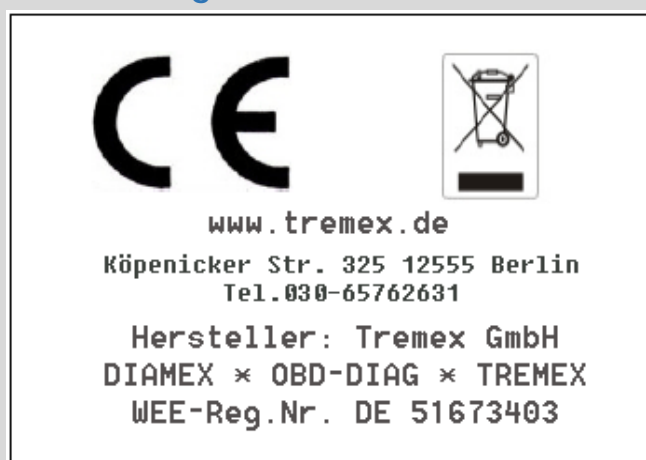 CE
www.tremex.de
Köpenicker Str. 325 12555 Berlin
Tel.030-65762631
Hersteller: Tremex GmbH
DIAMEX × OBD-DIAG × TREMEX
WEE-Reg.Nr. DE 51673403